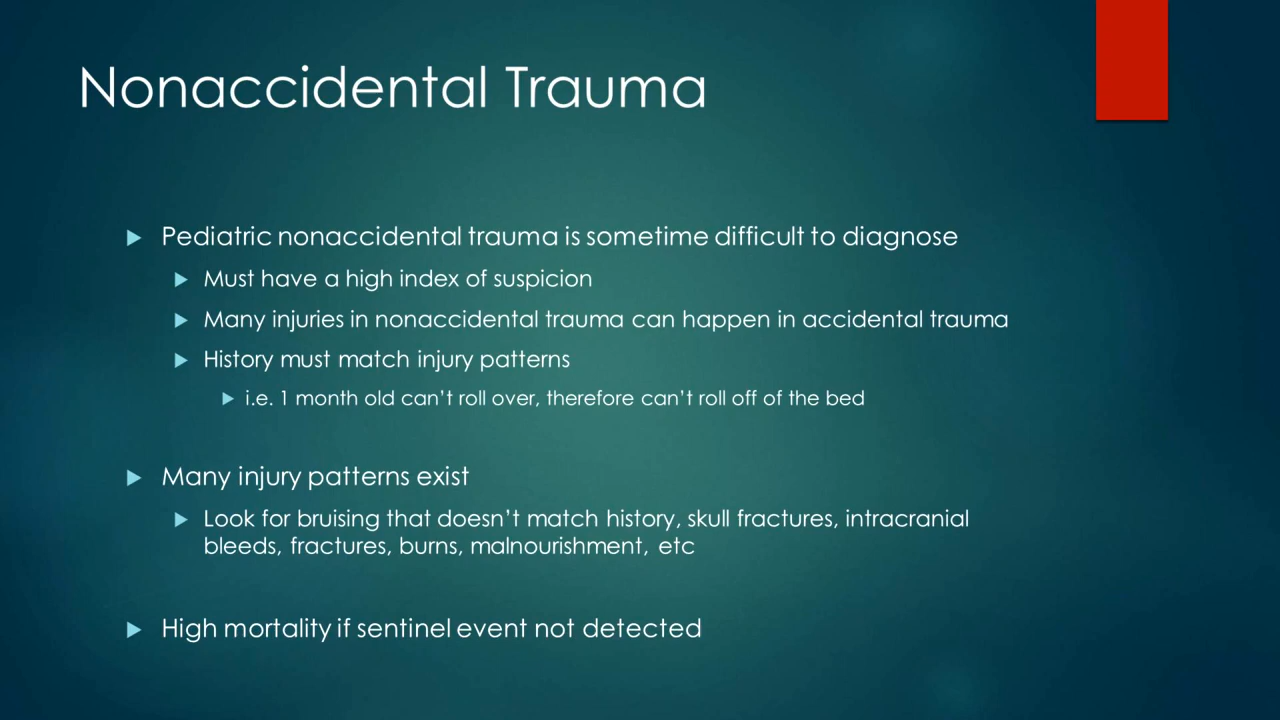 Nonaccidental Trauma
Pediatric nonaccidental trauma is sometime difficult to diagnose
Must have a high index of suspicion
Many injuries in nonaccidental trauma can happen in accidental trauma
History must match injury patterns
i.e. 1 month old can't roll over, therefore can't roll off of the bed
Many injury patterns exist
Look for bruising that doesn't match history, skull fractures, intracranial
bleeds, fractures, burns, malnourishment, etc
High mortality if sentinel event not detected